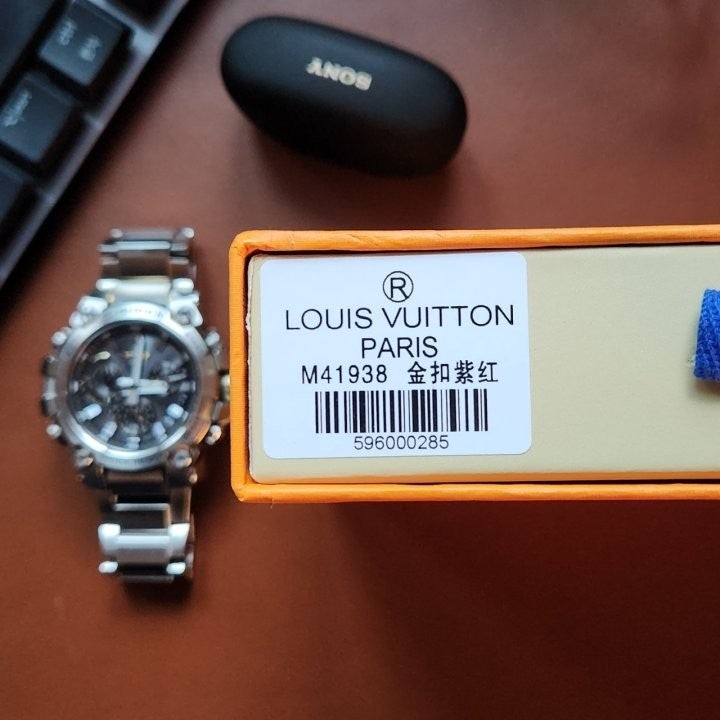 SONY
®
LOUIS VUITTON
PARIS
M41938 金扣紫红
596000285